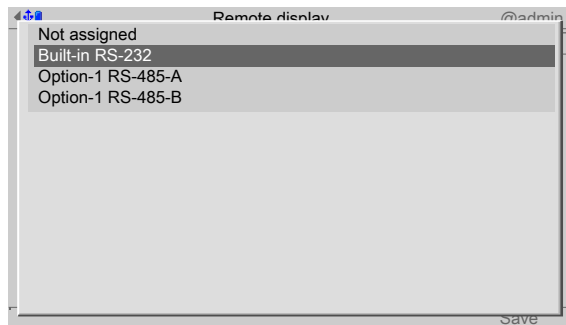 Remote display @admin
Not assigned
Built-in RS-232
Option-1 RS-485-A
Option-1 RS-485-B
Save